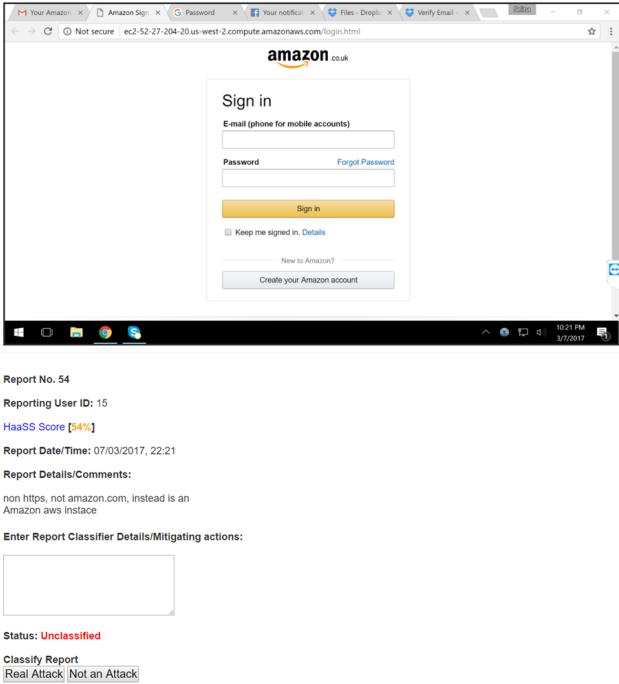 Your Amazon
Amazon Sign
Password
Your notificat
Files - Dropb
Verify Email -
Not secure | ec2-52-27-204-20.us-west-2.compute.amazonaws.com/login.html
amazon.co.uk
Sign in
E-mail (phone for mobile accounts)
Password Forgot Password
Sign in
Keep me signed in. Details
New to Amazon?
Create your Amazon account
10:21 PM
3/7/2017
Report No. 54
Reporting User ID: 15
HaaSS Score [54%]
Report Date/Time: 07/03/2017, 22:21
Report Details/Comments:
non https, not amazon.com, instead is an
Amazon aws instace
Enter Report Classifier Details/Mitigating actions:
Status: Unclassified
Classify Report
Real Attack Not an Attack